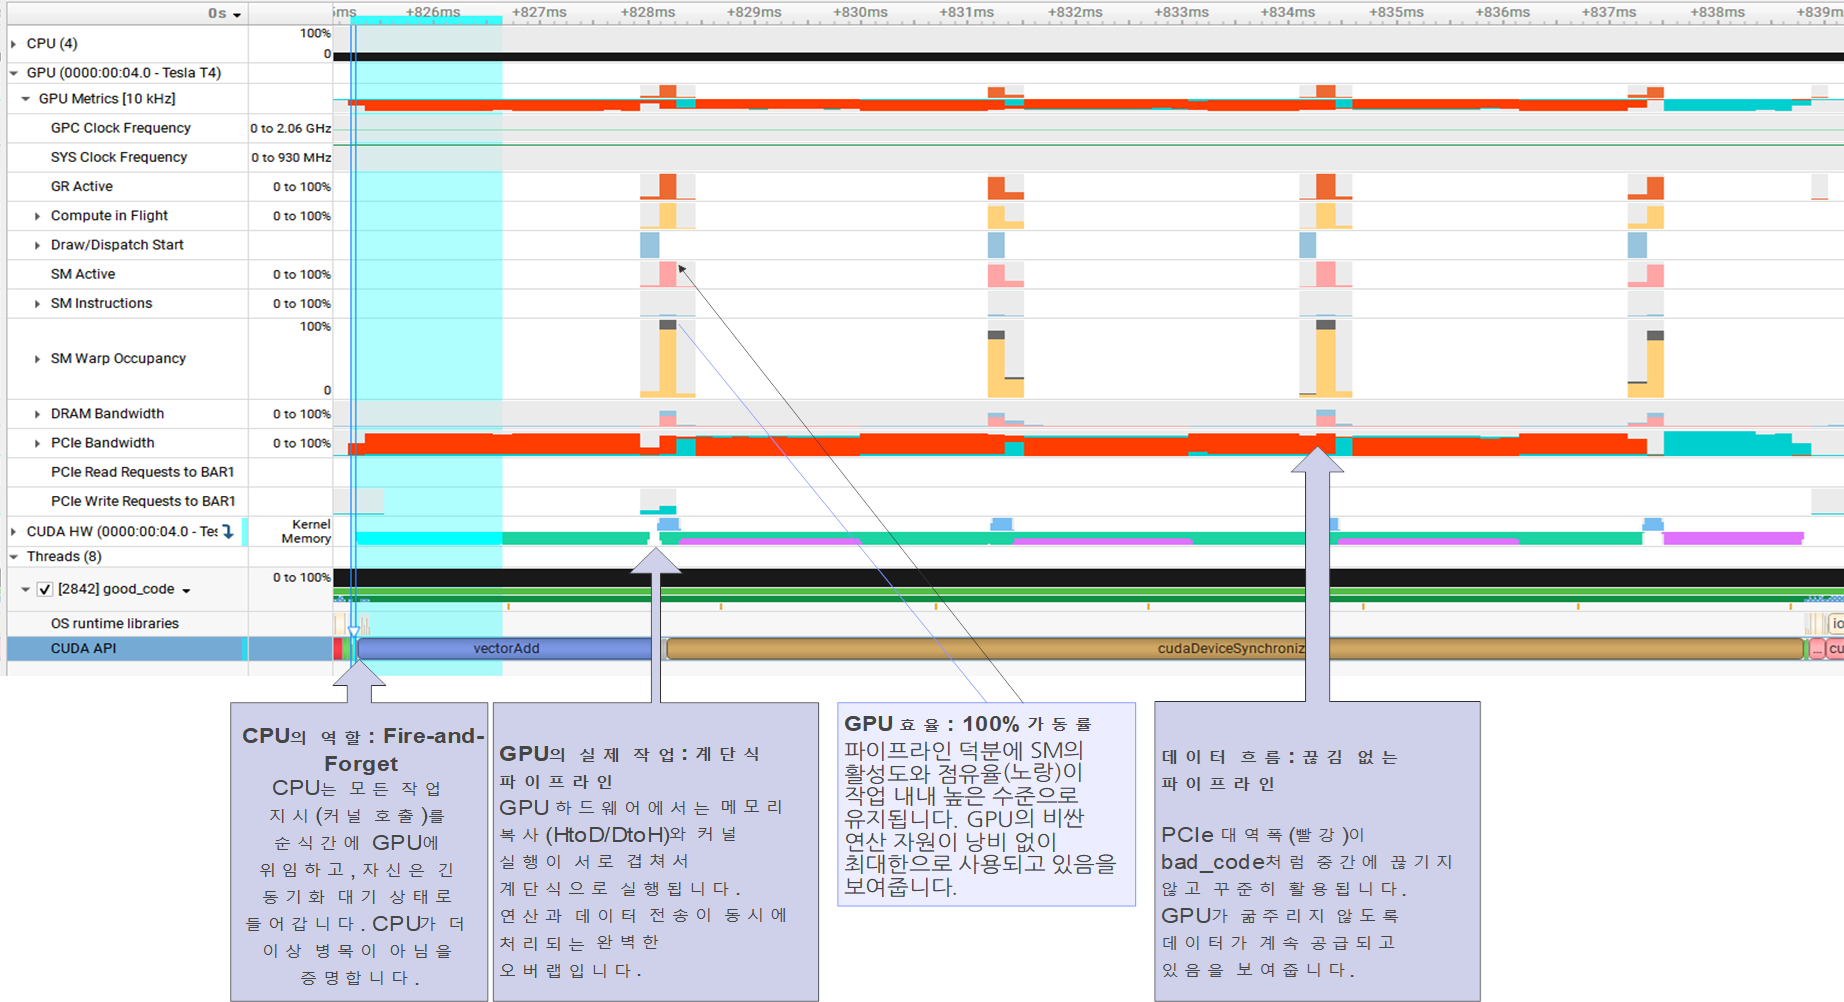 0s
5ms +826ms +827ms +828ms +829ms +830ms +831ms +832ms +833ms +834ms +835ms +836ms +837ms +838ms +839m
CPU (4)
100%
0
GPU (0000:00:04.0 - Tesla T4)
GPU Metrics [10 kHz]
GPC Clock Frequency 0 to 2.06 GHz
SYS Clock Frequency 0 to 930 MHz
GR Active 0 to 100%
Compute in Flight 0 to 100%
Draw/Dispatch Start
SM Active 0 to 100%
SM Instructions 0 to 100%
100%
SM Warp Occupancy
0
DRAM Bandwidth 0 to 100%
PCIe Bandwidth 0 to 100%
PCIe Read Requests to BAR1
PCIe Write Requests to BAR1
CUDA HW (0000:00:04.0 - Tes Kernel
Memory
Threads (8)
[2842] good_code 0 to 100%
OS runtime libraries io
CUDA API vectorAdd cudaDeviceSynchroniz ... cu
CPU의 역할: Fire-and-
Forget
CPU는 모든 작업
지시(커널 호출)를
순식간에 GPU에
위임하고, 자신은 긴
동기화 대기 상태로
들어갑니다. CPU가 더
이상 병목이 아님을
증명합니다.
GPU의 실제 작업: 계단식
파이프라인
GPU 하드웨어에서는 메모리
복사(HtoD/DtoH)와 커널
실행이 서로 겹쳐서
계단식으로 실행됩니다.
연산과 데이터 전송이 동시에
처리되는 완벽한
오버랩입니다.
GPU 효율: 100% 가동률
파이프라인 덕분에 SM의
활성도와 점유율(노랑)이
작업 내내 높은 수준으로
유지됩니다. GPU의 비싼
연산 자원이 낭비 없이
최대한으로 사용되고 있음을
보여줍니다.
데이터 흐름: 끊김 없는
파이프라인
PCIe 대역폭(빨강)이
bad_code처럼 중간에 끊기지
않고 꾸준히 활용됩니다.
GPU가 굶주리지 않도록
데이터가 계속 공급되고
있음을 보여줍니다.